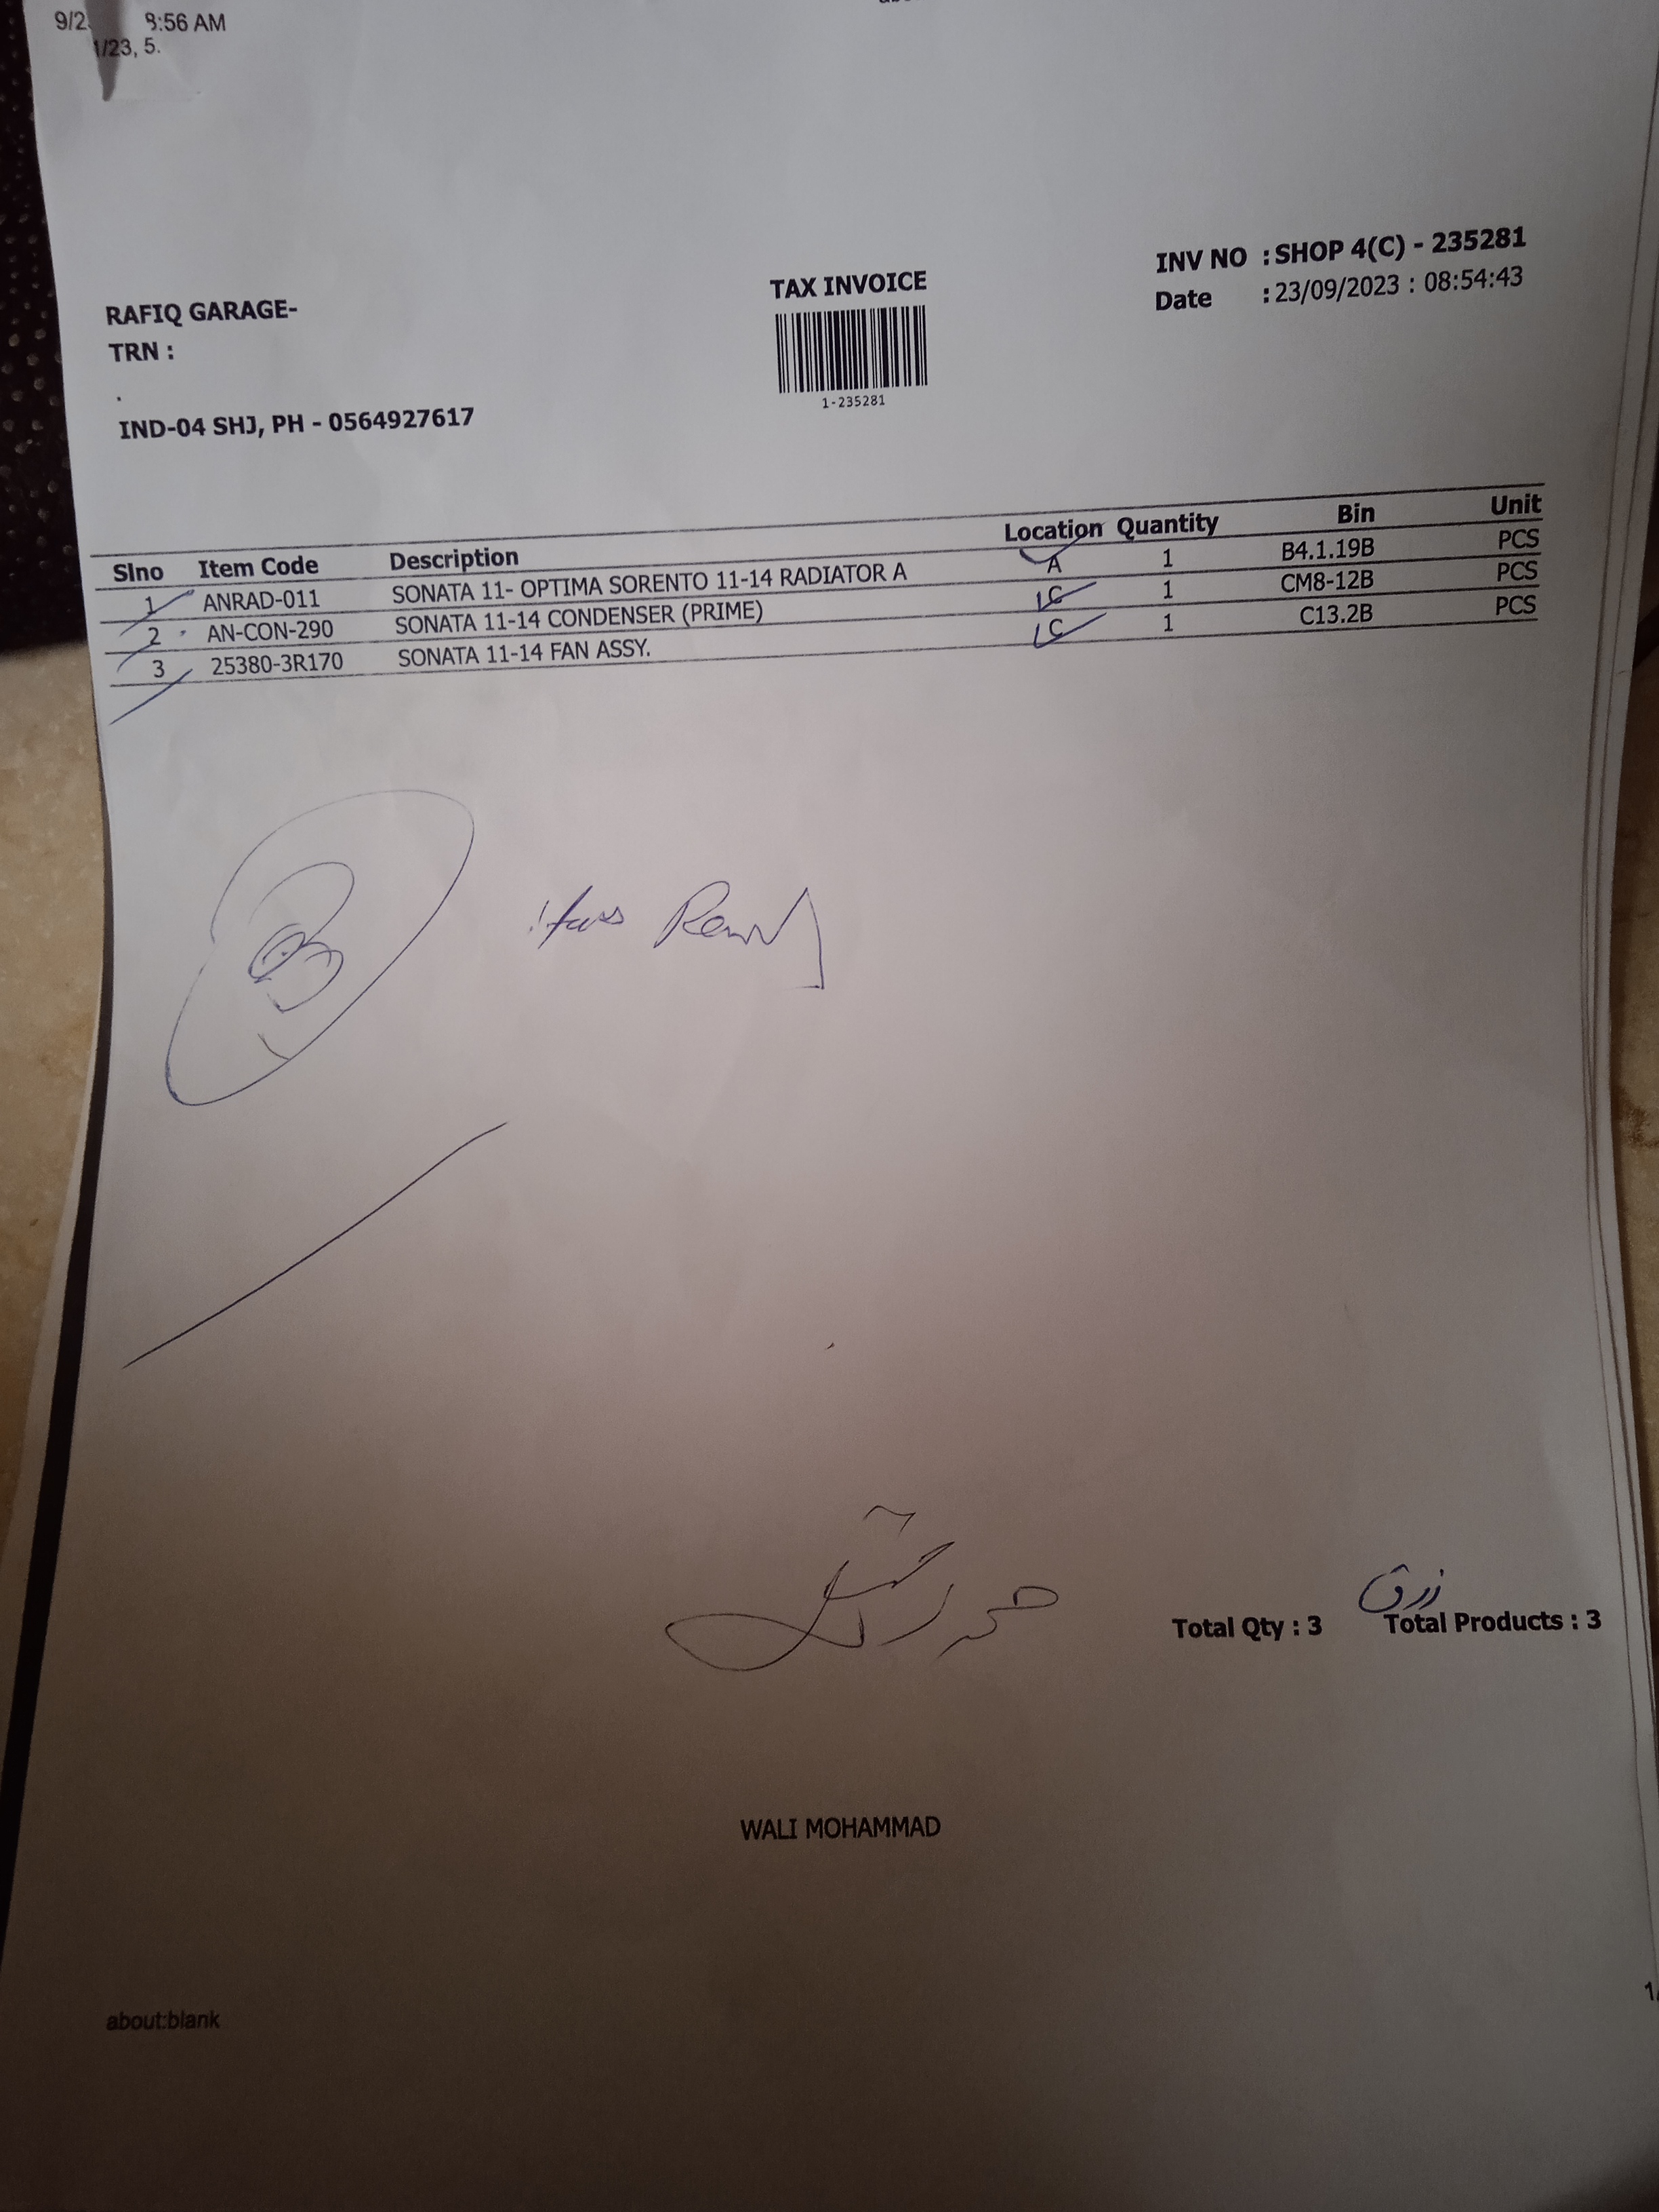 8:56 AM
TAX INVOICE
INV NO : SHOP 4(C) - 235281
Date : 23/09/2023 : 08:54:43
RAFIQ GARAGE-
TRN :
.
IND-04 SHJ, PH - 0564927617
1-235281
Slno Item Code Description Location Quantity Bin Unit
1 ANRAD-011 SONATA 11- OPTIMA SORENTO 11-14 RADIATOR A A 1 B4.1.19B PCS
2 AN-CON-290 SONATA 11-14 CONDENSER (PRIME) C 1 CM8-12B PCS
3 25380-3R170 SONATA 11-14 FAN ASSY. C 1 C13.2B PCS
Total Qty : 3 Total Products : 3
WALI MOHAMMAD
about:blank